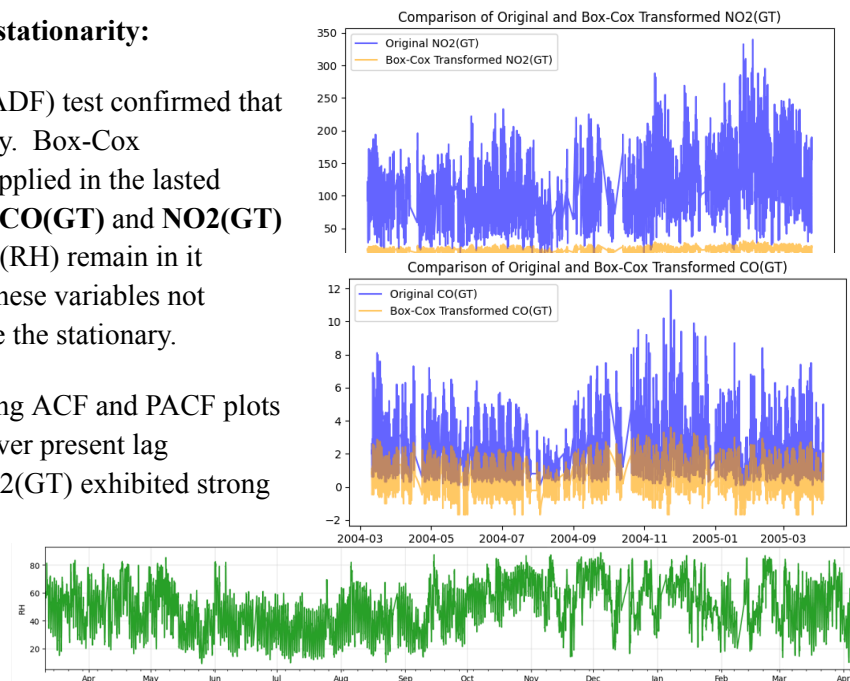 stationarity:
ADF) test confirmed that
y. Box-Cox
pplied in the lasted
CO(GT) and NO2(GT)
(RH) remain in it
hese variables not
e the stationary.
ng ACF and PACF plots
ver present lag
2(GT) exhibited strong
Comparison of Original and Box-Cox Transformed NO2(GT)
Original NO2(GT)
Box-Cox Transformed NO2(GT)
350
300
250
200
150
100
50
Comparison of Original and Box-Cox Transformed CO(GT)
Original CO(GT)
Box-Cox Transformed CO(GT)
12
10
8
6
4
2
0
−2
2004-03 2004-05 2004-07 2004-09 2004-11 2005-01 2005-03
RH
80
60
40
20
Apr May Jun Jul Aug Sep Oct Nov Dec Jan Feb Mar Apr